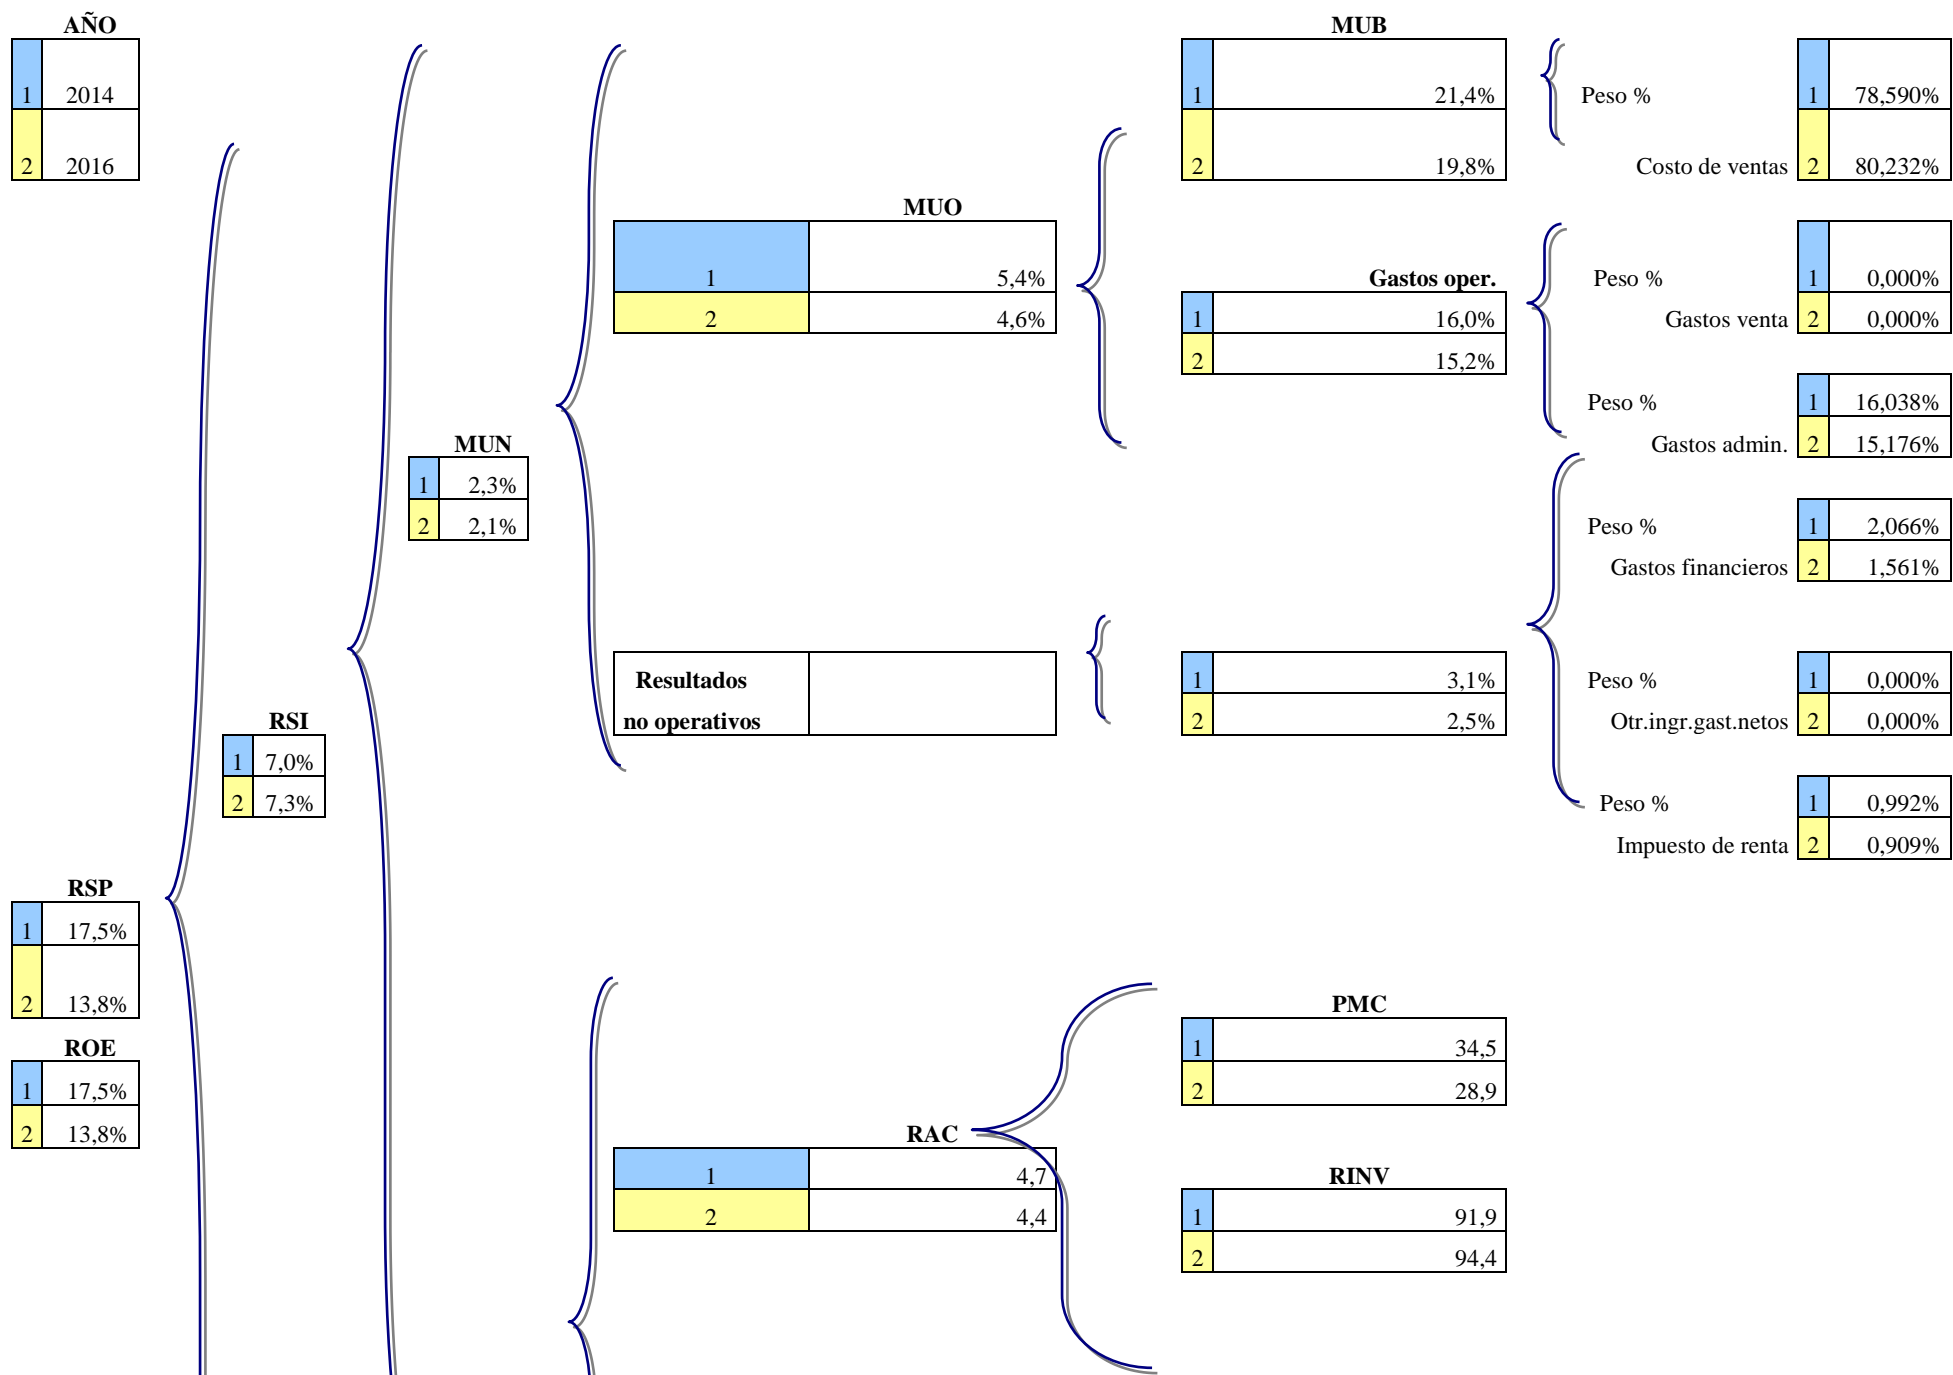 AÑO
1 2014
2 2016
MUB
1 21,4%
2 19,8%
Peso % 1 78,590%
Costo de ventas 2 80,232%
MUO
1 5,4%
2 4,6%
Gastos oper.
1 16,0%
2 15,2%
Peso % 1 0,000%
Gastos venta 2 0,000%
Peso % 1 16,038%
Gastos admin. 2 15,176%
MUN
1 2,3%
2 2,1%
Peso % 1 2,066%
Gastos financieros 2 1,561%
Resultados
no operativos
1 3,1%
2 2,5%
Peso % 1 0,000%
Otr.ingr.gast.netos 2 0,000%
RSI
1 7,0%
2 7,3%
Peso % 1 0,992%
Impuesto de renta 2 0,909%
RSP
1 17,5%
2 13,8%
ROE
1 17,5%
2 13,8%
PMC
1 34,5
2 28,9
RAC
1 4,7
2 4,4
RINV
1 91,9
2 94,4